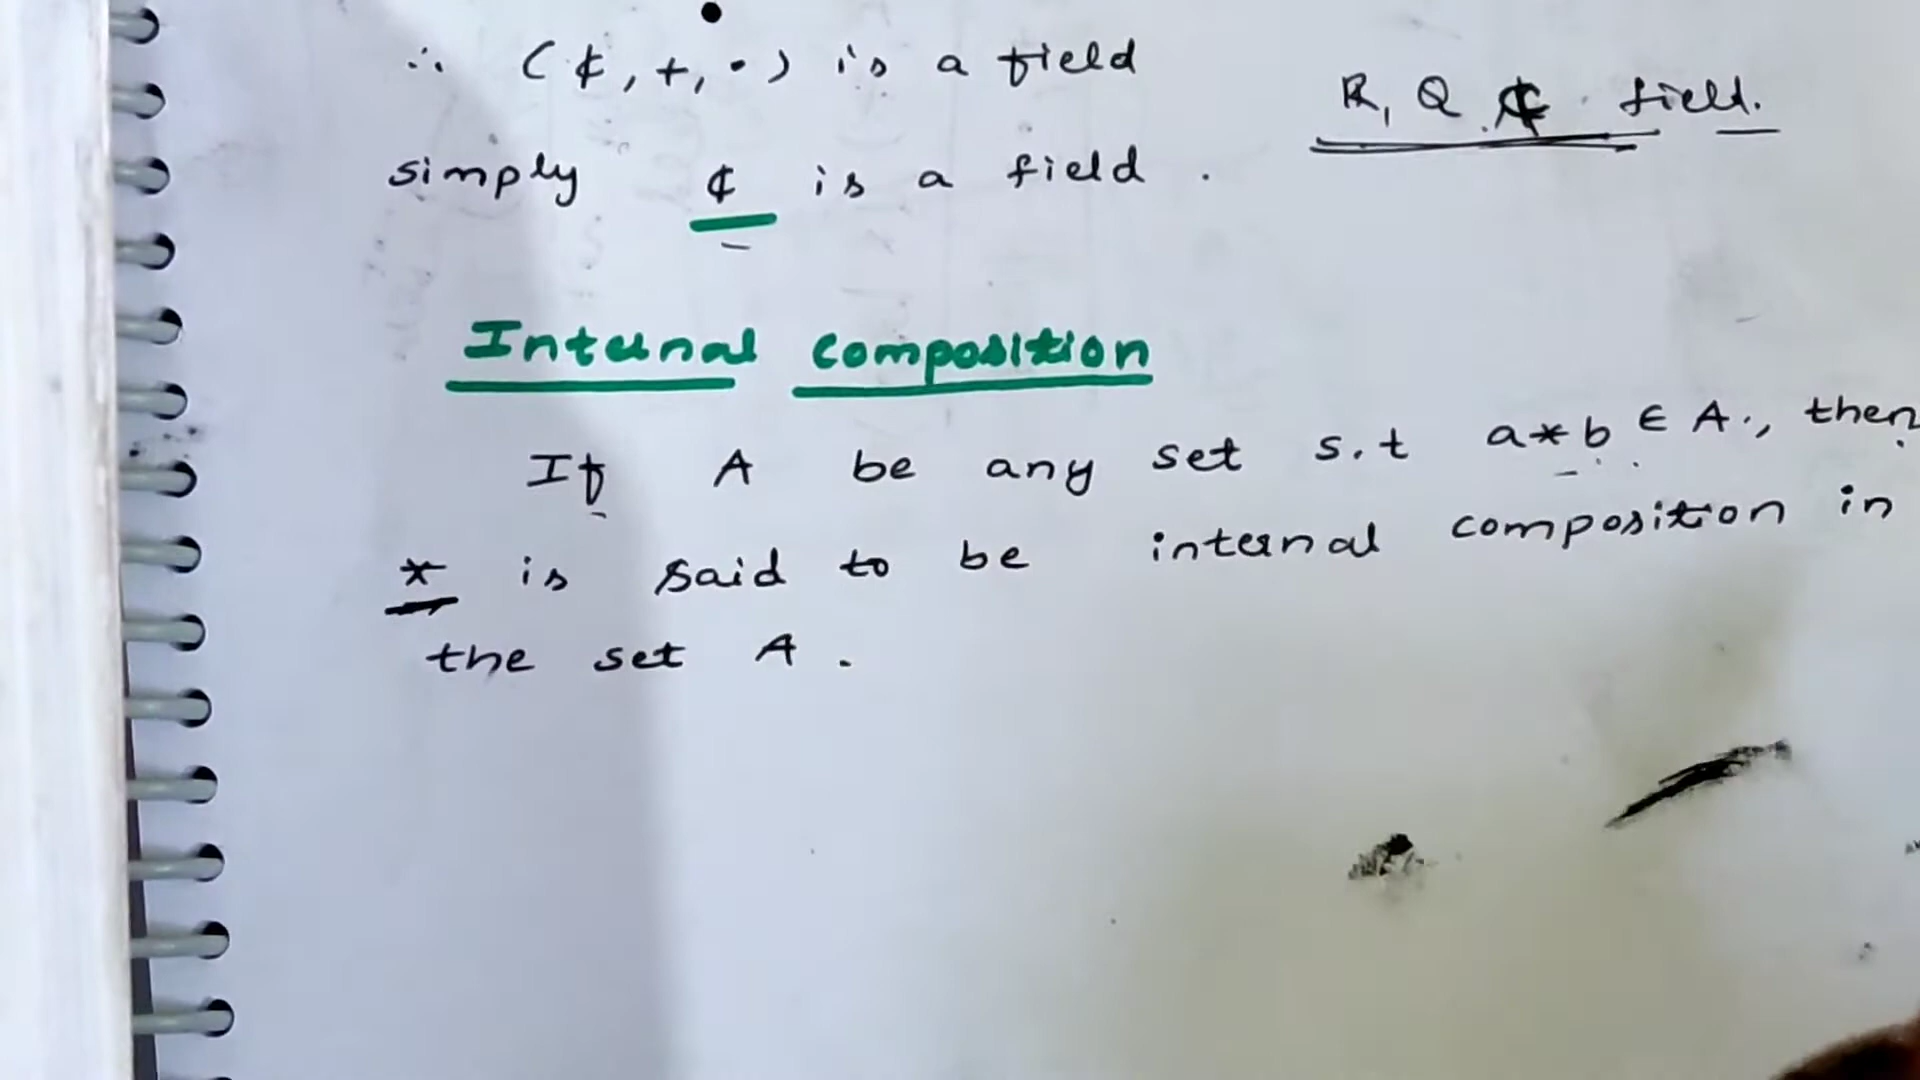 ∴ (¢, +, •) is a field
R, Q, ¢ field.
simply ¢ is a field .
Internal composition
If A be any set s.t a*b ∈ A., then
* is said to be internal composition in
the set A .